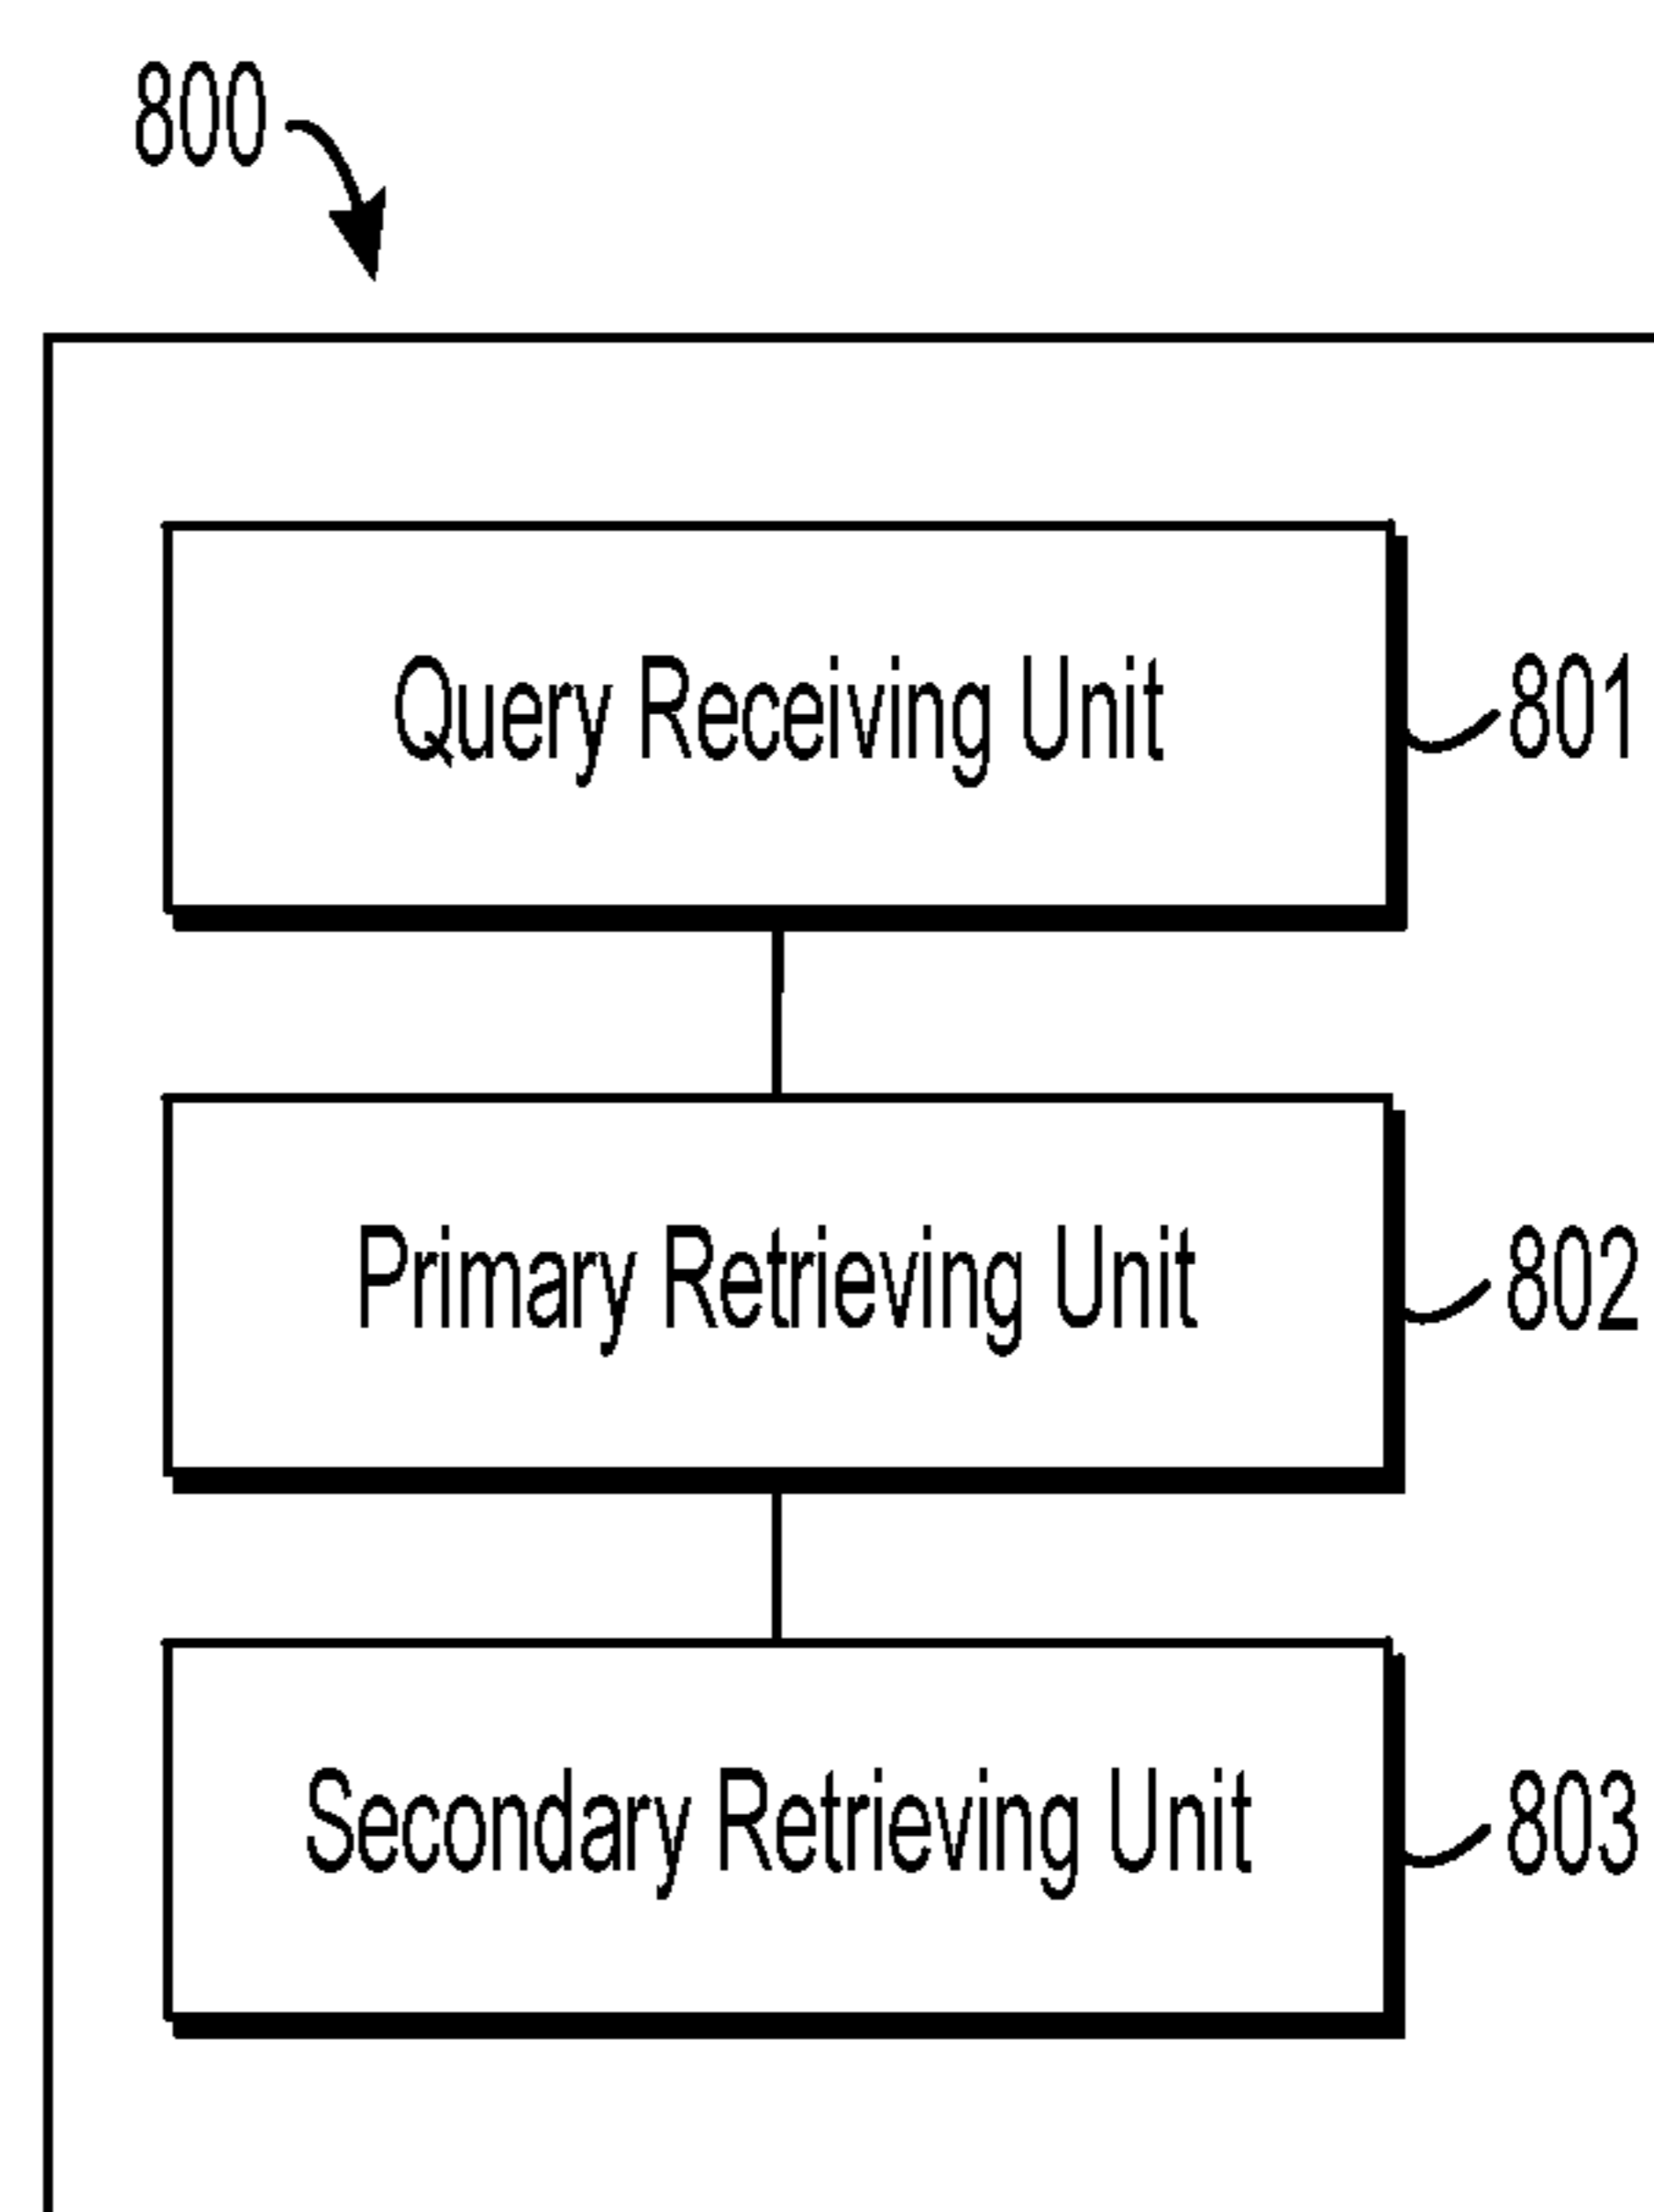 800
Query Receiving Unit
801
Primary Retrieving Unit
802
Secondary Retrieving Unit
803